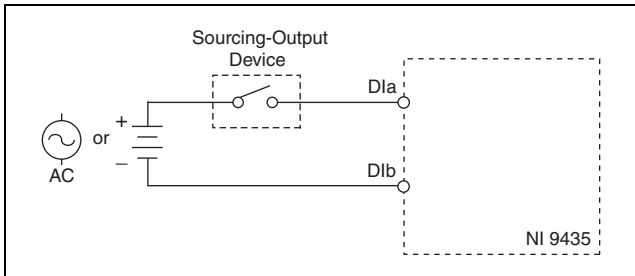 Sourcing-Output
Device
DIa
+
or
–
AC
DIb
NI 9435